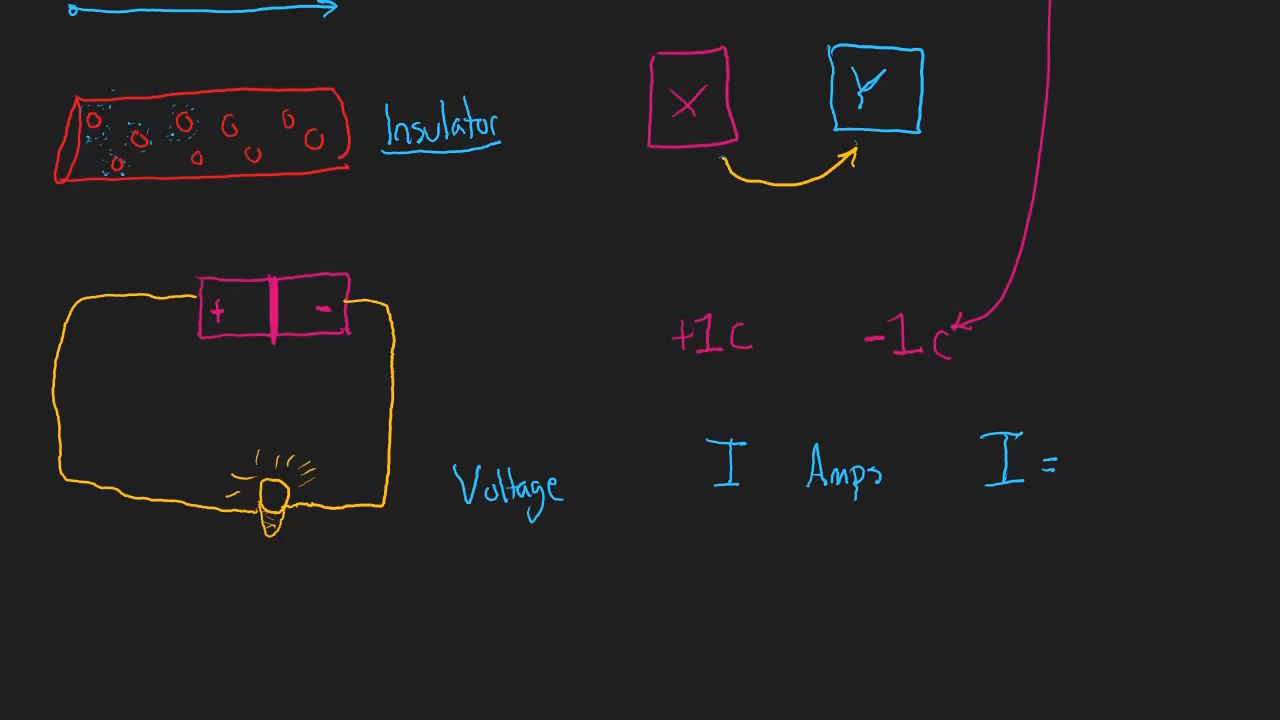 X Y
Insulator
+ -
+1c -1c
Voltage I Amps I =